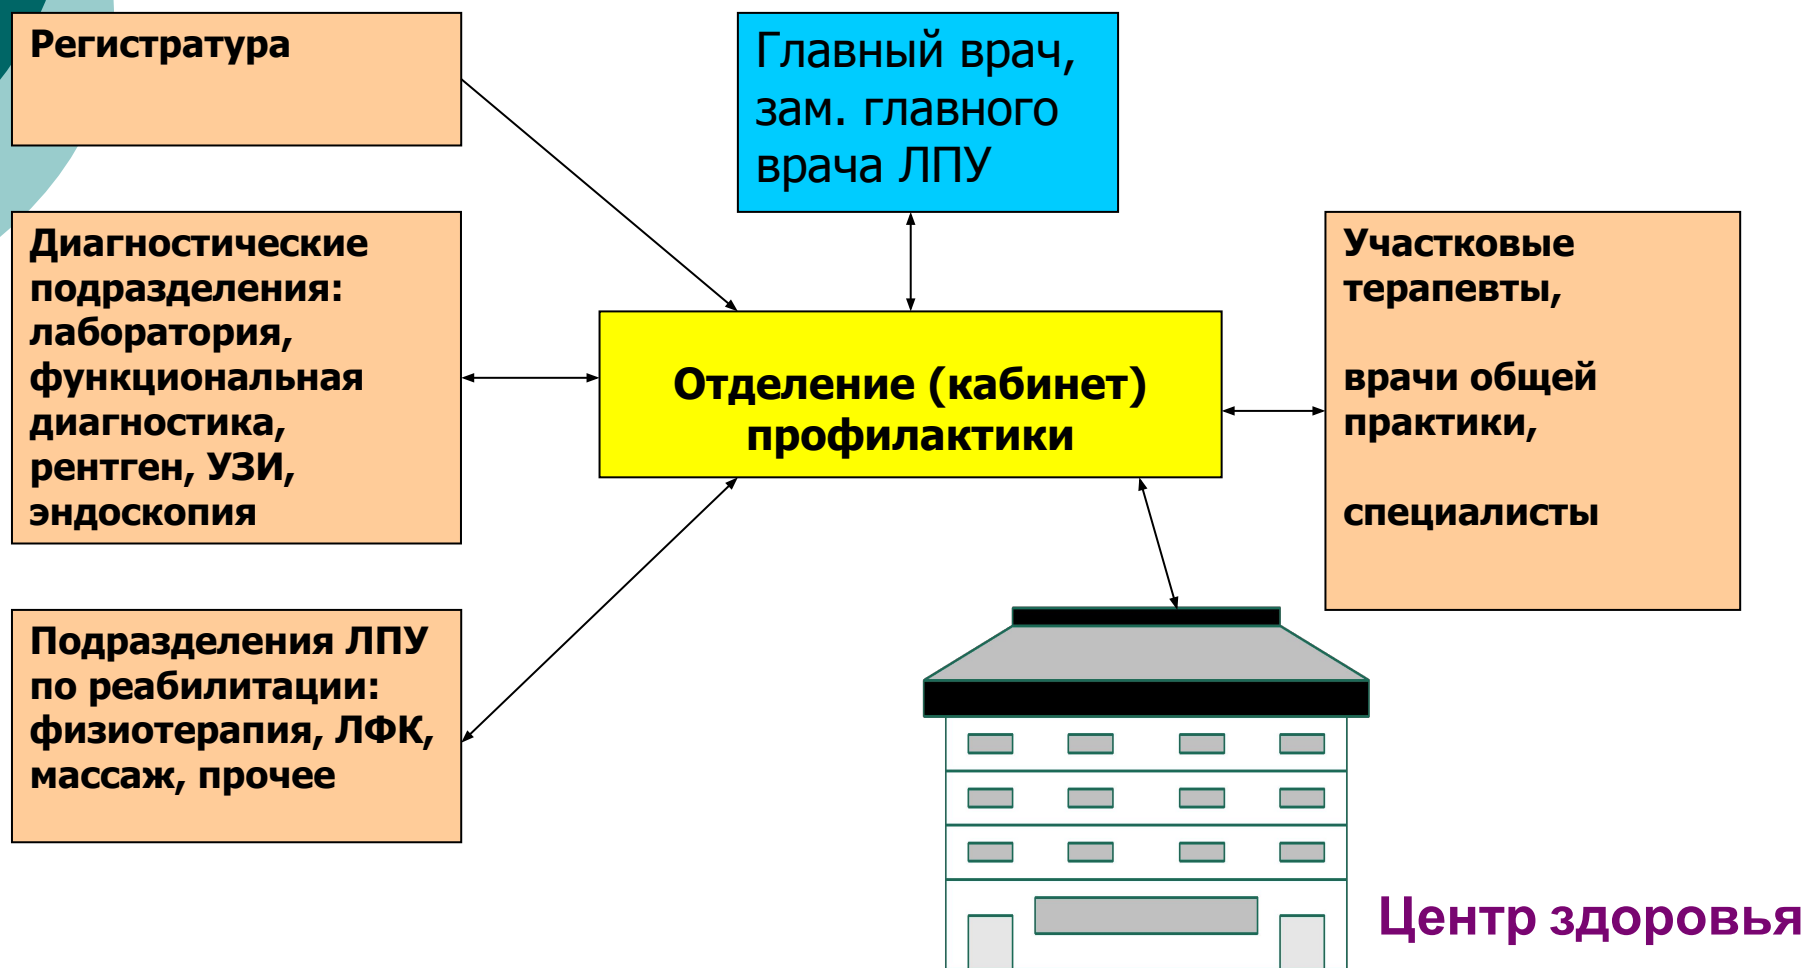 Регистратура
Главный врач,
зам. главного
врача ЛПУ
Диагностические
подразделения:
лаборатория,
функциональная
диагностика,
рентген, УЗИ,
эндоскопия
Отделение (кабинет)
профилактики
Участковые
терапевты,
врачи общей
практики,
специалисты
Подразделения ЛПУ
по реабилитации:
физиотерапия, ЛФК,
массаж, прочее
Центр здоровья